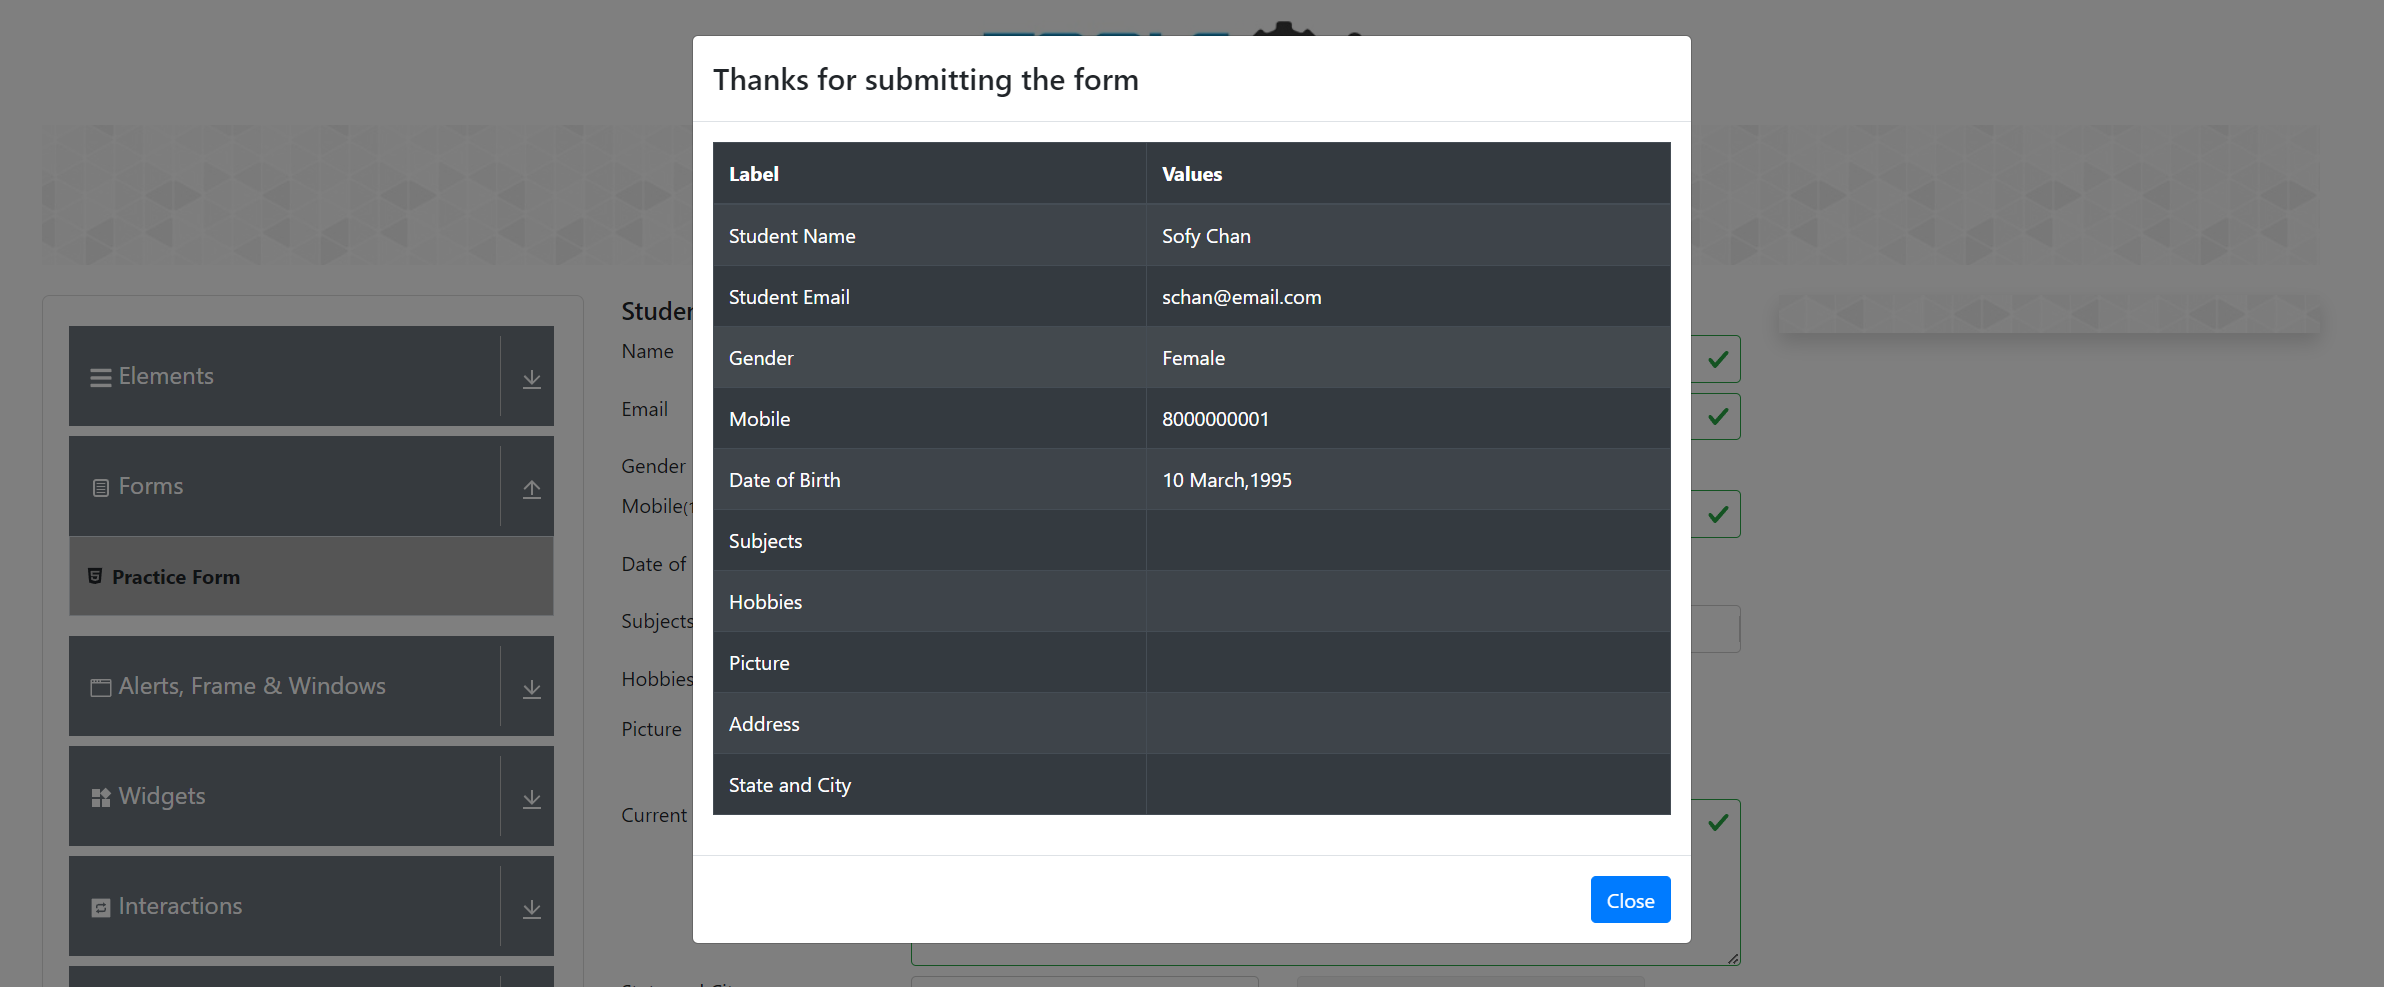 Thanks for submitting the form
Label Values
Student Name Sofy Chan
Student Email schan@email.com
Gender Female
Mobile 8000000001
Date of Birth 10 March,1995
Subjects
Hobbies
Picture
Address
State and City
Close
Elements
Forms
Practice Form
Alerts, Frame & Windows
Widgets
Interactions
Name
Email
Gender
Mobile
Date of
Subjects
Hobbies
Picture
Current